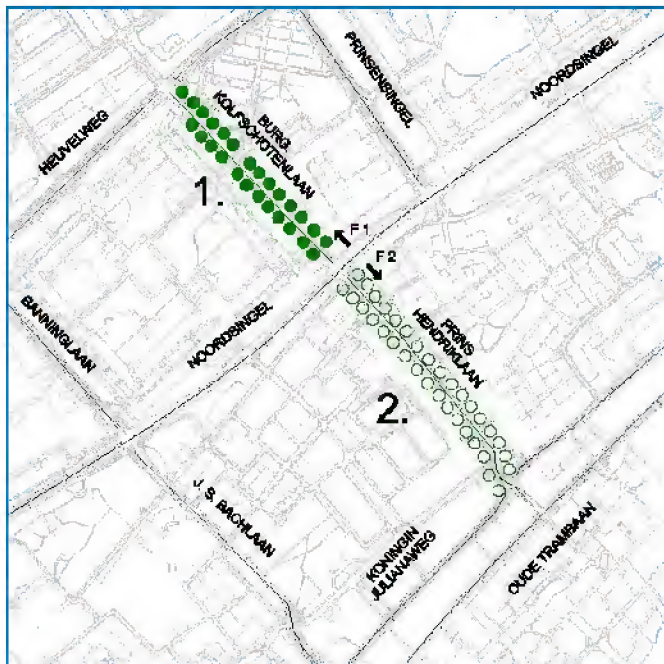 PRINSENSINGEL
NOORDSINGEL
BURG.
KOLFSCHOTENLAAN
HEUVELWEG
1.
F1
F2
BANNINGLAAN
NOORDSINGEL
PRINS
HENDRIKLAAN
2.
J. S. BACHLAAN
KONINGIN
JULIANAWEG
OUDE TRAMBAAN